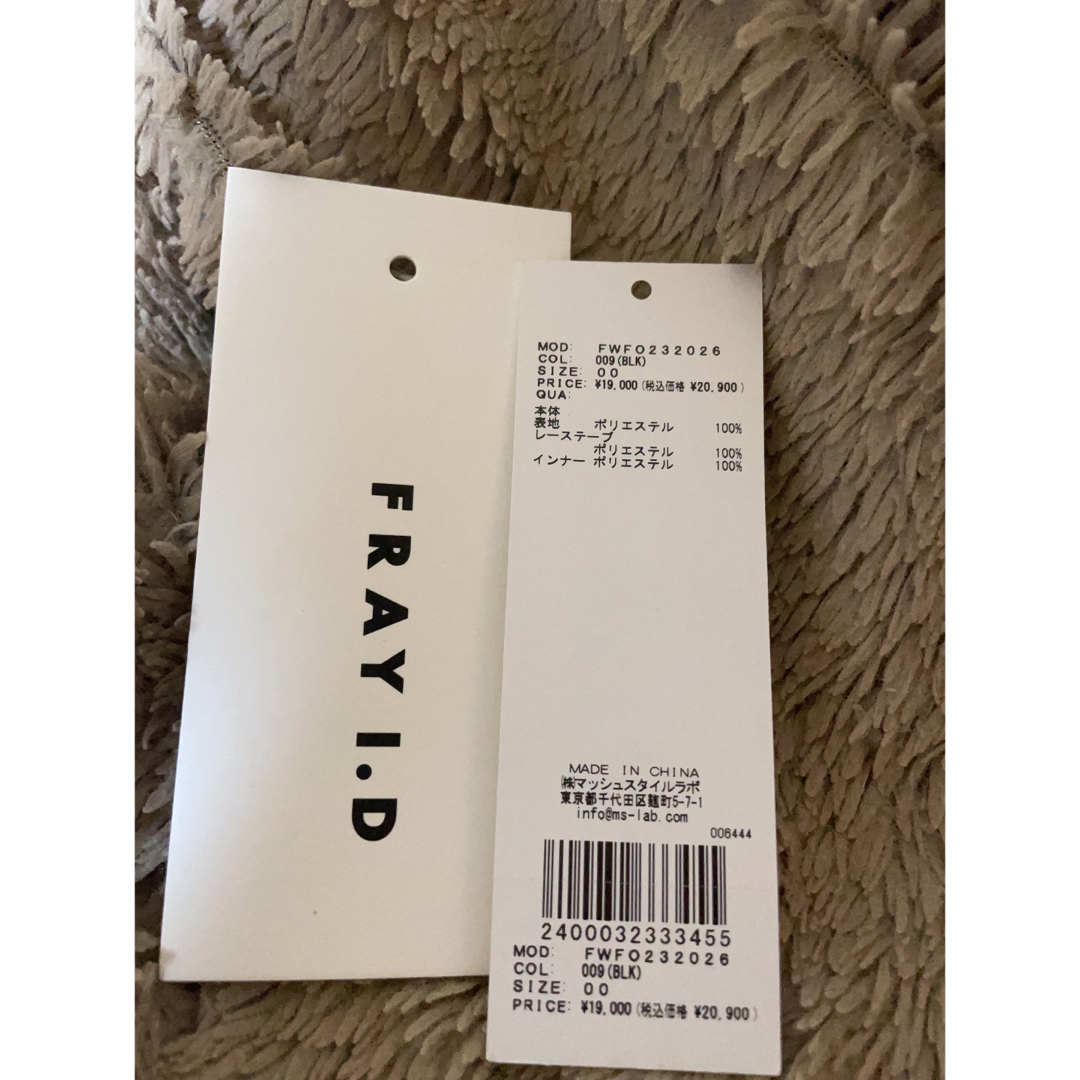 FRAY I.D
MOD: FWFO232026
COL: 009(BLK)
SIZE: 00
PRICE: ¥19,000(税込価格 ¥20,900)
QUA:
本体
表地 ポリエステル 100%
レーステープ
ポリエステル 100%
インナー ポリエステル 100%
MADE IN CHINA
㈱マッシュスタイルラボ
東京都千代田区麹町5-7-1
info@ms-lab.com
006444
2400032333455
MOD: FWFO232026
COL: 009(BLK)
SIZE: 00
PRICE: ¥19,000(税込価格 ¥20,900)